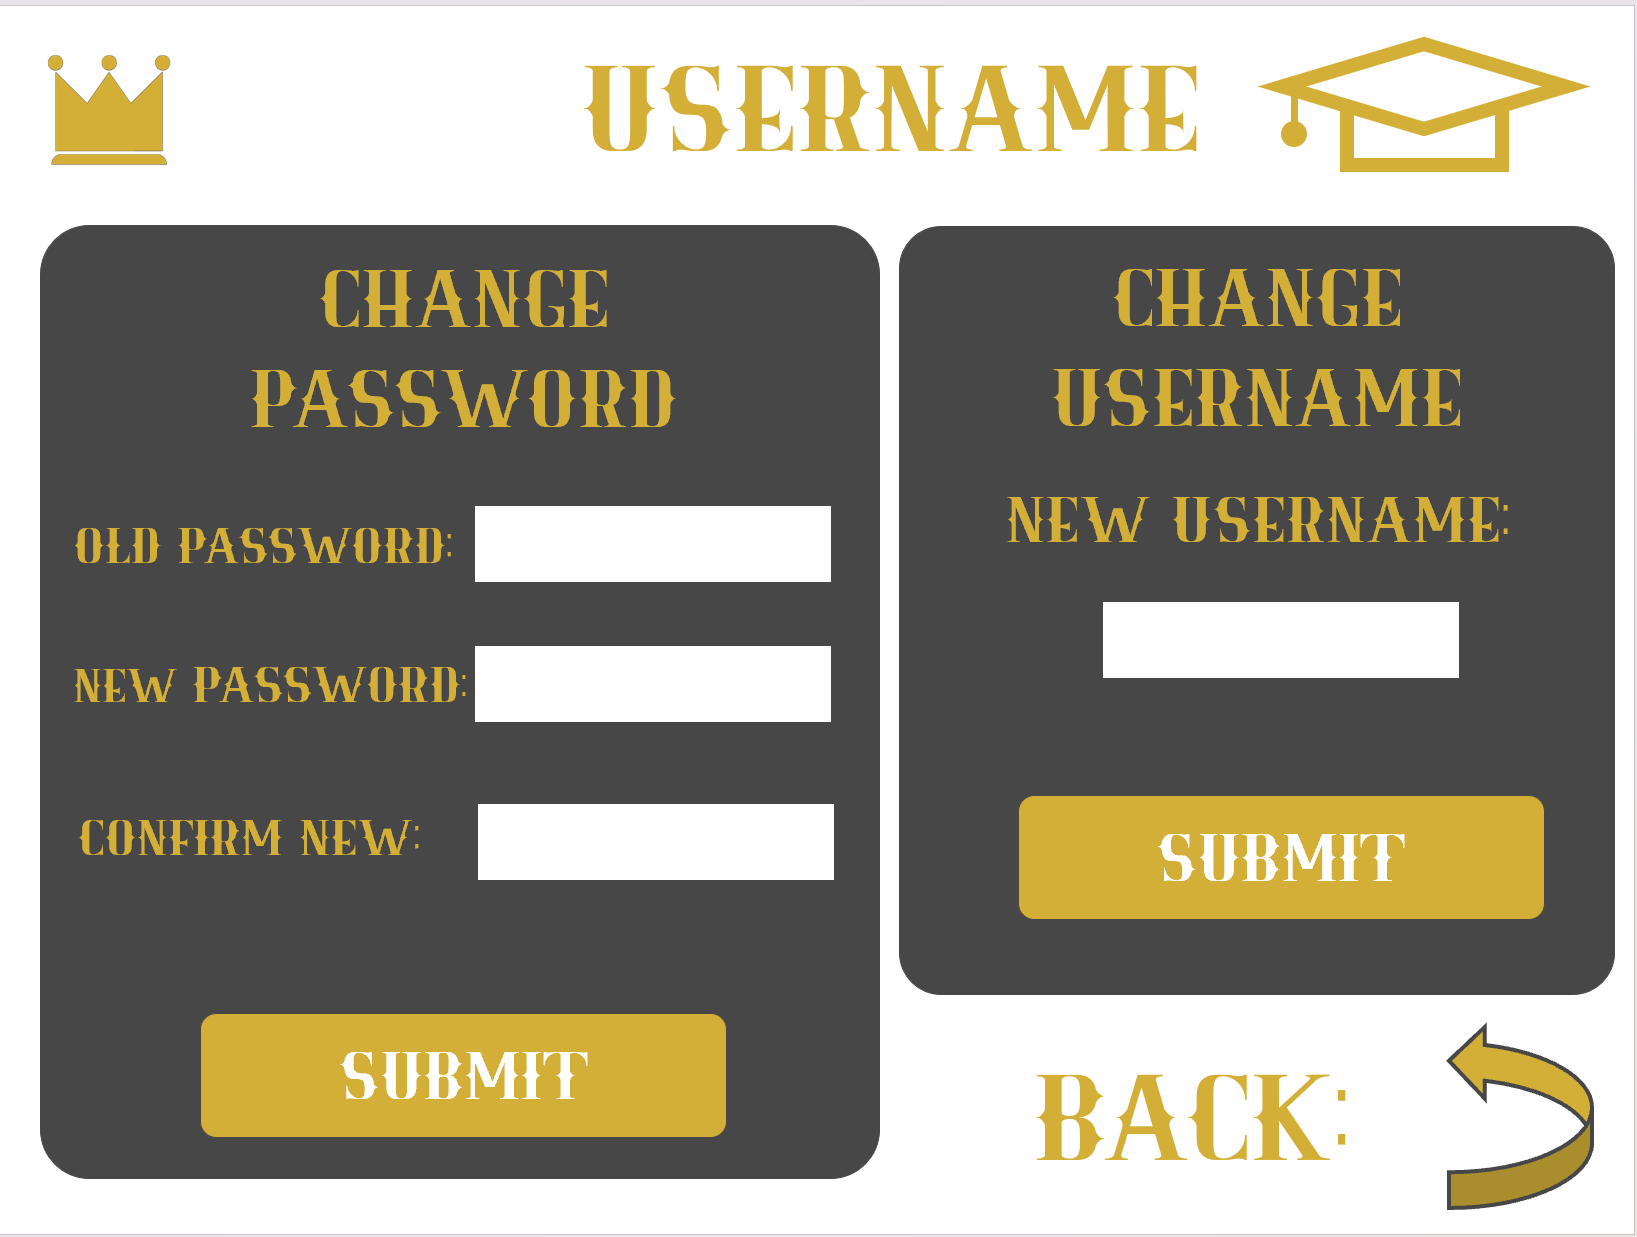 USERNAME
CHANGE
PASSWORD
OLD PASSWORD:
NEW PASSWORD:
CONFIRM NEW:
SUBMIT
CHANGE
USERNAME
NEW USERNAME:
SUBMIT
BACK: